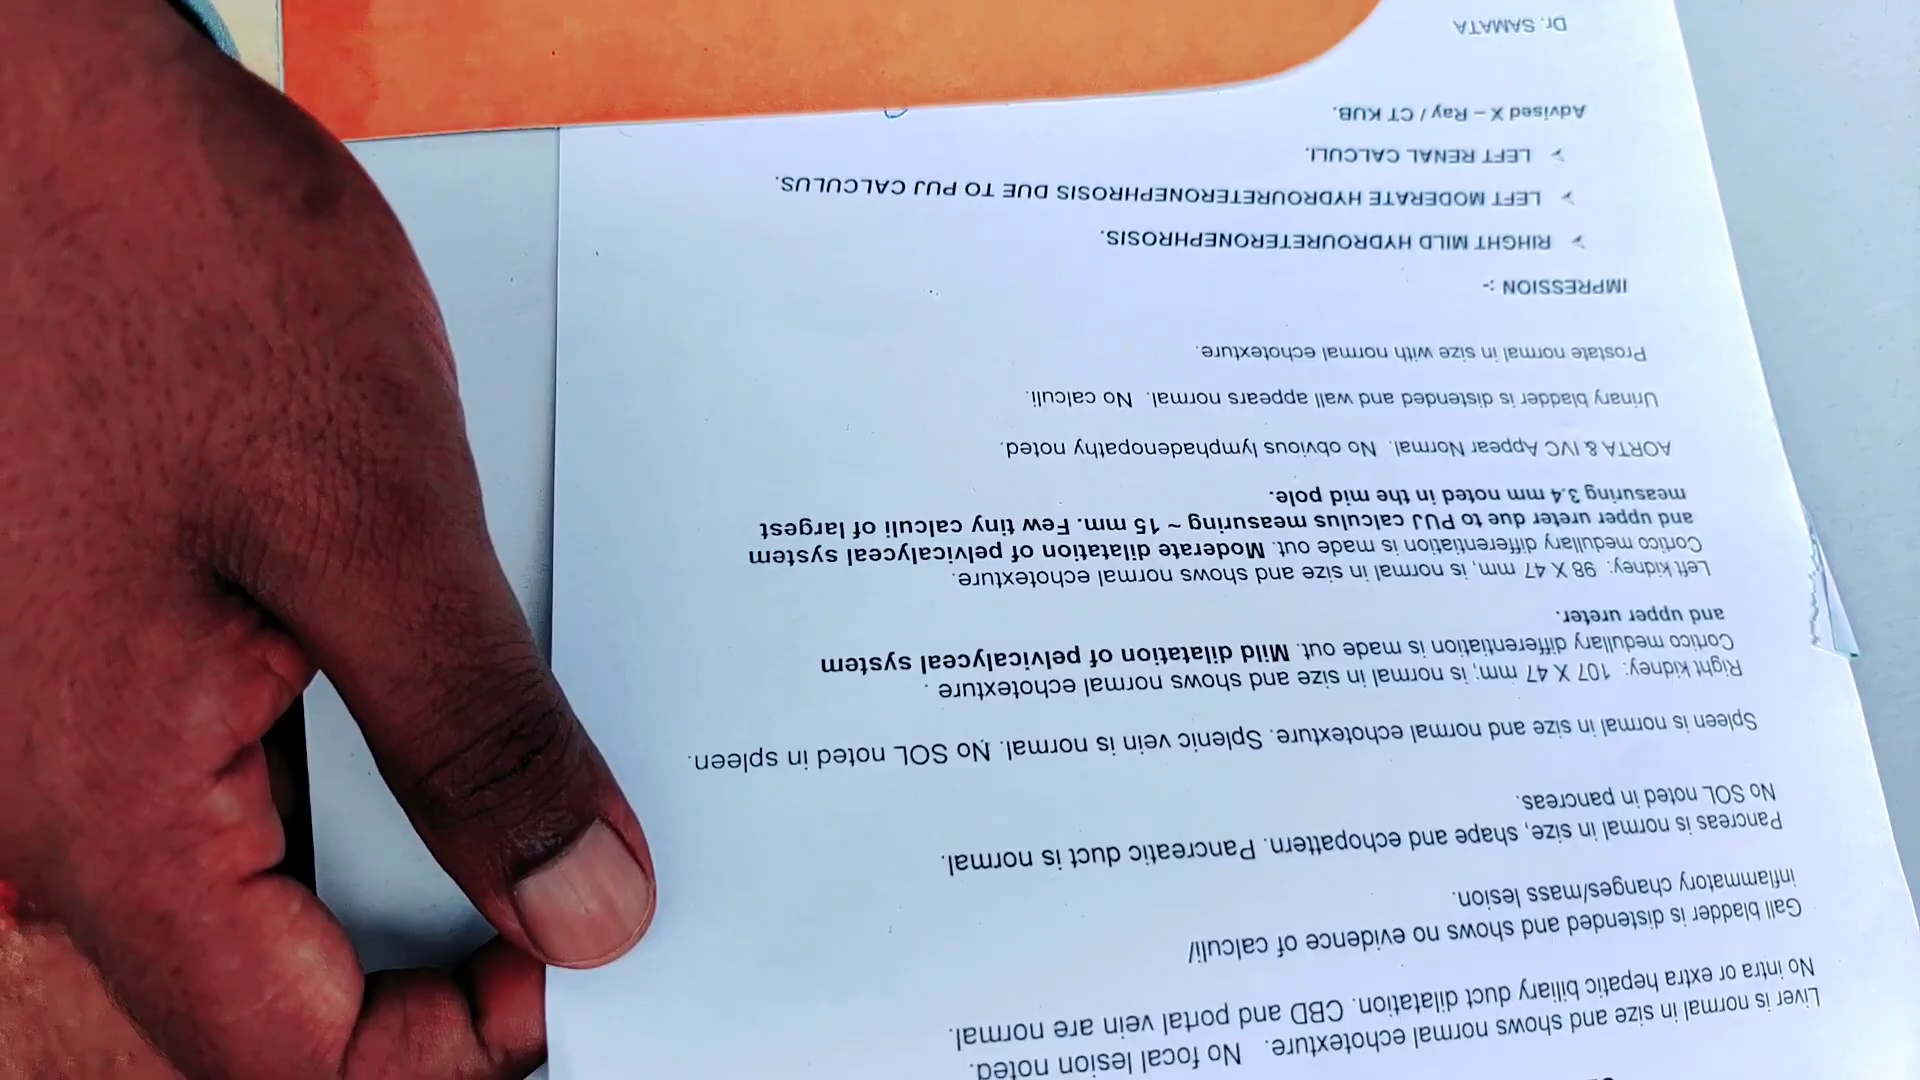 Liver is normal in size and shows normal echotexture. No focal lesion noted.
No intra or extra hepatic biliary duct dilatation. CBD and portal vein are normal.
Gall bladder is distended and shows no evidence of calculi/
inflammatory changes/mass lesion.
Pancreas is normal in size, shape and echopattern. Pancreatic duct is normal.
No SOL noted in pancreas.
Spleen is normal in size and normal echotexture. Splenic vein is normal. No SOL noted in spleen.
Right kidney: 107 X 47 mm; is normal in size and shows normal echotexture .
Cortico medullary differentiation is made out. Mild dilatation of pelvicalyceal system
and upper ureter.
Left kidney: 98 X 47 mm, is normal in size and shows normal echotexture.
Cortico medullary differentiation is made out. Moderate dilatation of pelvicalyceal system
and upper ureter due to PUJ calculus measuring ~ 15 mm. Few tiny calculi of largest
measuring 3.4 mm noted in the mid pole.
AORTA & IVC Appear Normal. No obvious lymphadenopathy noted.
Urinary bladder is distended and wall appears normal. No calculi.
Prostate normal in size with normal echotexture.
IMPRESSION :-
➢ RIHGHT MILD HYDROURETERONEPHROSIS.
➢ LEFT MODERATE HYDROURETERONEPHROSIS DUE TO PUJ CALCULUS.
➢ LEFT RENAL CALCULI.
Advised X – Ray / CT KUB.
Dr. SAMATA